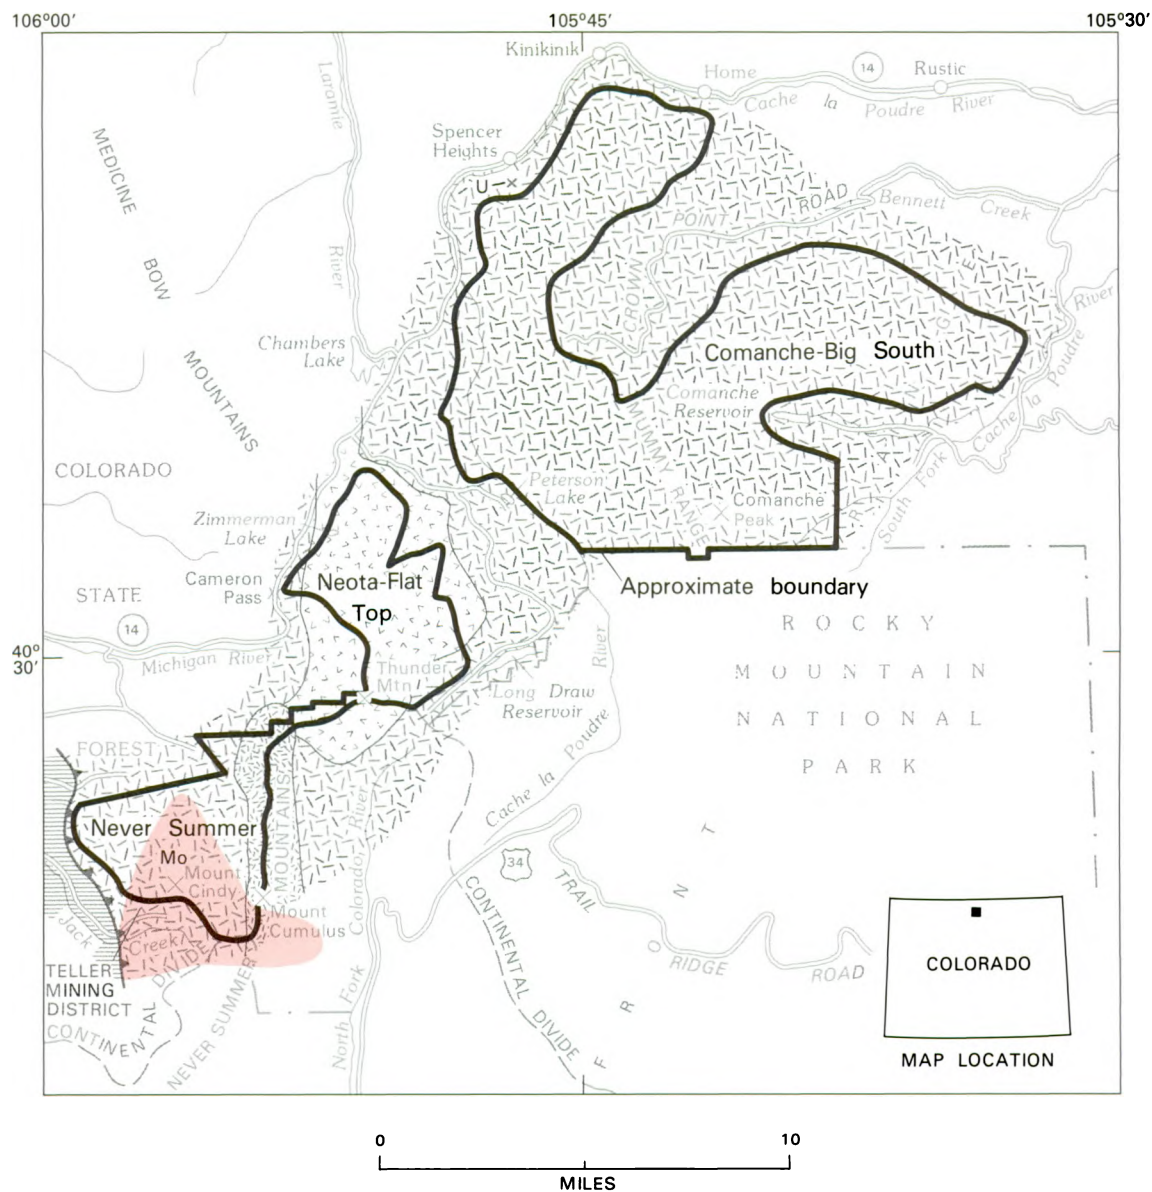 106°00′
105°45′
105°30′
Kinikinik
Home
14
Rustic
Cache la Poudre River
Laramie
River
Spencer
Heights
U
MEDICINE
BOW
MOUNTAINS
CROWN POINT ROAD
Bennett Creek
Chambers
Lake
Comanche-Big South
Comanche
Reservoir
River
Cache la Poudre
South Fork
COLORADO
MUMMY
RANGE
Peterson
Lake
Comanche
Peak
Zimmerman
Lake
Cameron
Pass
Neota-Flat
Top
Approximate boundary
STATE
14
Michigan River
40°
30′
Thunder
Mtn
Long Draw
Reservoir
Cache la Poudre River
ROCKY
MOUNTAIN
NATIONAL
PARK
FOREST
Never Summer
Mo
Mount
Cindy
Mount
Cumulus
Jack
Creek
NEVER SUMMER MOUNTAINS
North Fork Colorado River
34
TRAIL
RIDGE
ROAD
CONTINENTAL DIVIDE
FRONT RANGE
TELLER
MINING
DISTRICT
CONTINENTAL DIVIDE
COLORADO
MAP LOCATION
0
10
MILES